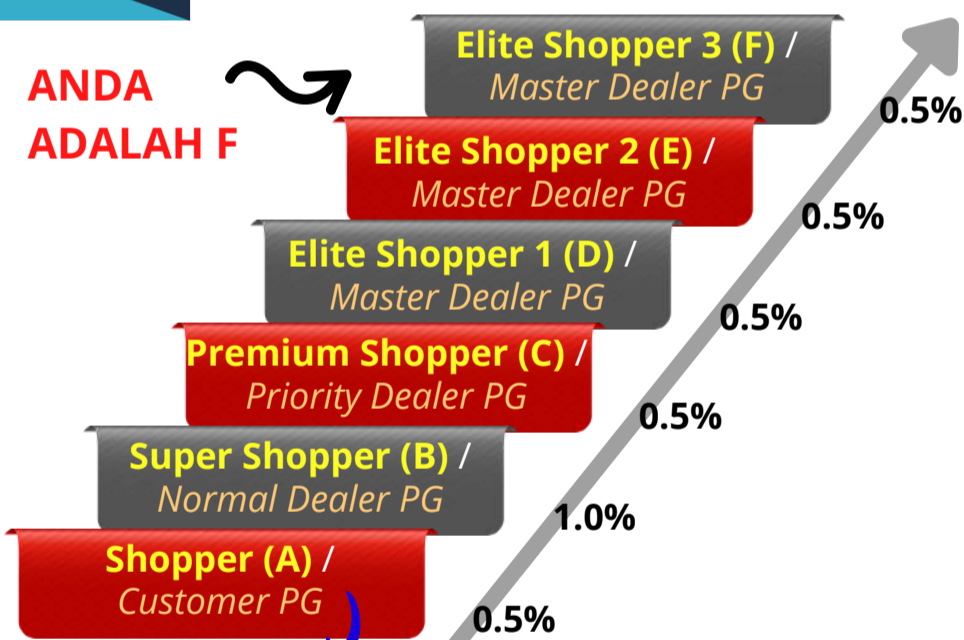 ANDA
ADALAH F
Elite Shopper 3 (F) /
Master Dealer PG
0.5%
Elite Shopper 2 (E) /
Master Dealer PG
0.5%
Elite Shopper 1 (D) /
Master Dealer PG
0.5%
Premium Shopper (C) /
Priority Dealer PG
0.5%
Super Shopper (B) /
Normal Dealer PG
1.0%
Shopper (A) /
Customer PG
0.5%